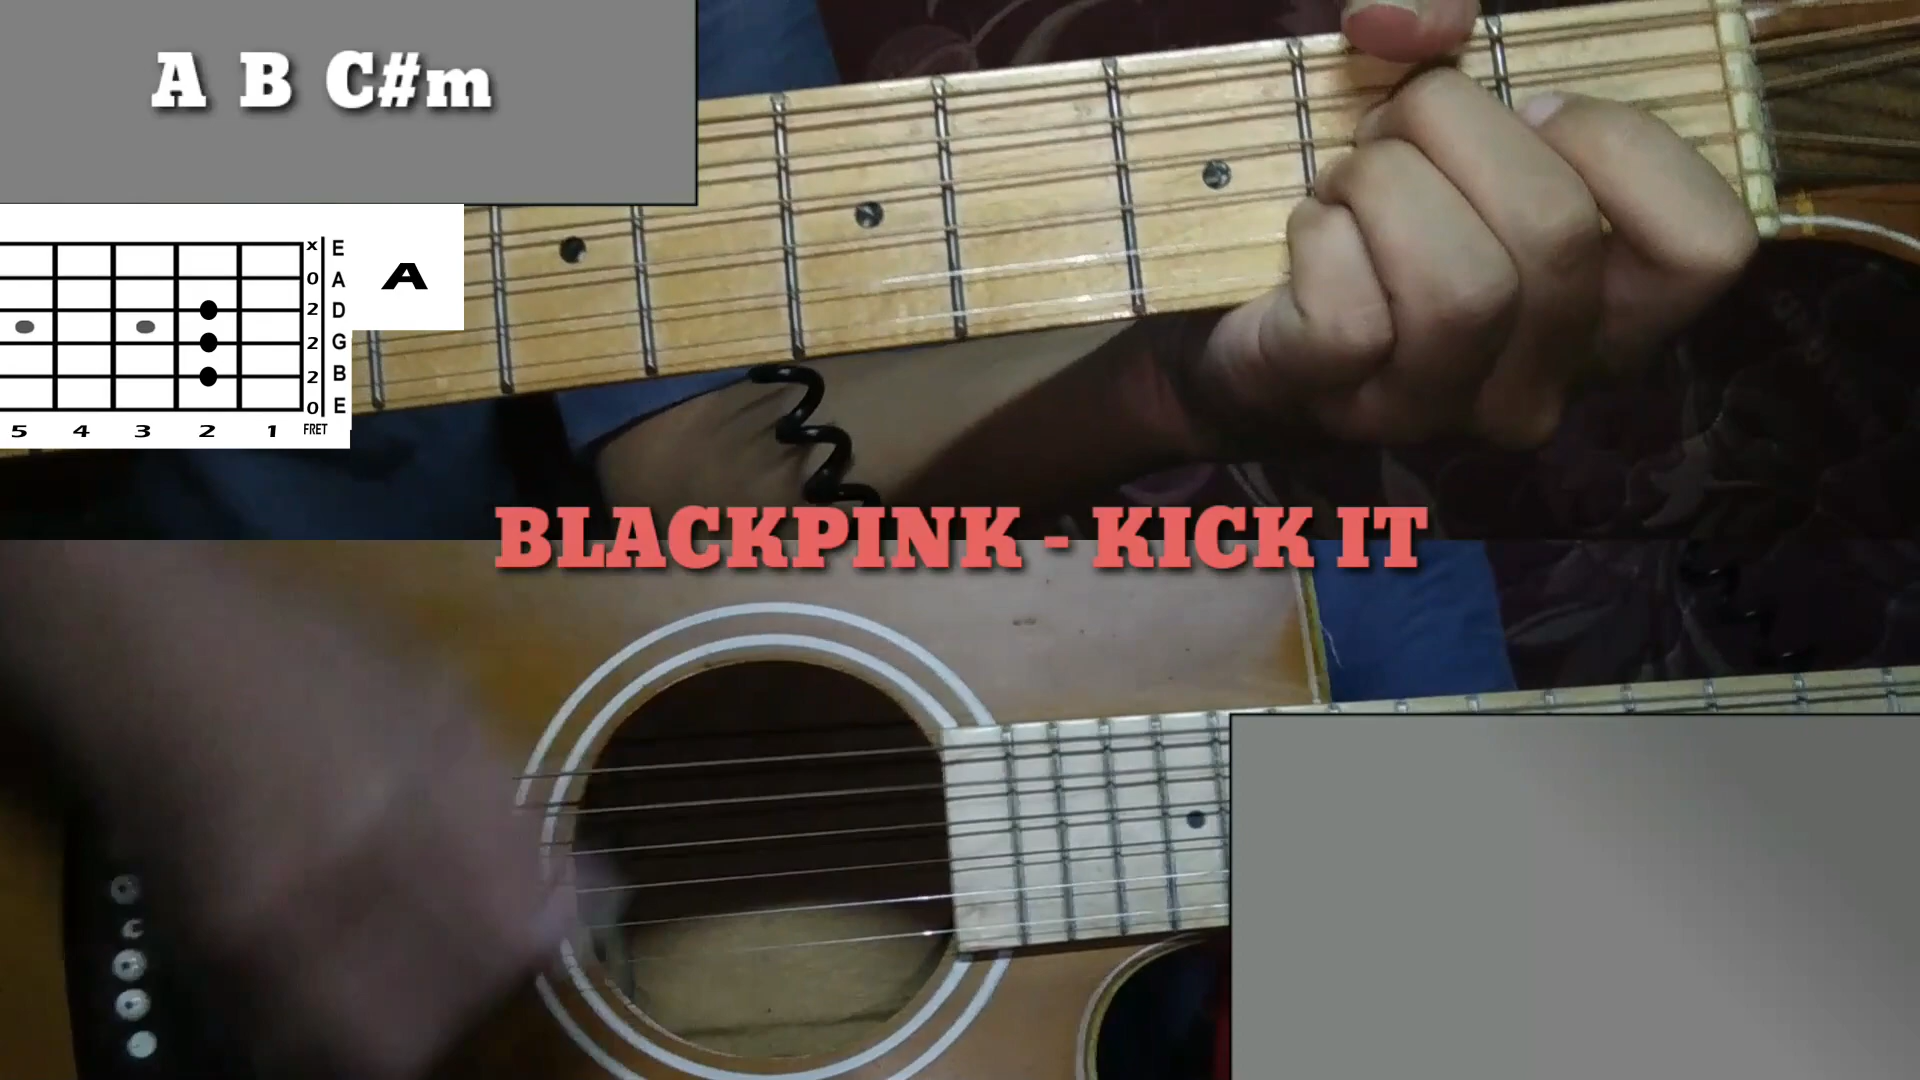 A B C#m
x E
0 A
2 D
2 G
2 B
0 E
5 4 3 2 1 FRET
A
BLACKPINK - KICK IT